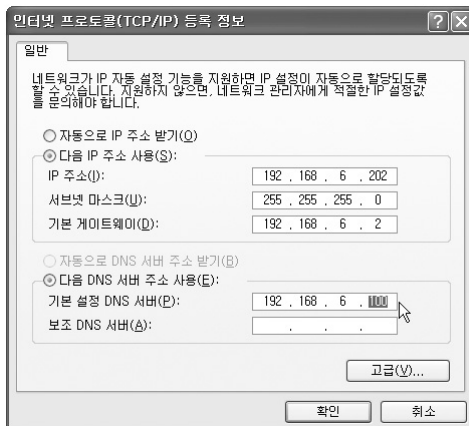 인터넷 프로토콜(TCP/IP) 등록 정보
일반
네트워크가 IP 자동 설정 기능을 지원하면 IP 설정이 자동으로 할당되도록
할 수 있습니다. 지원하지 않으면, 네트워크 관리자에게 적절한 IP 설정값
을 문의해야 합니다.
자동으로 IP 주소 받기(O)
다음 IP 주소 사용(S):
IP 주소(I): 192 . 168 . 6 . 202
서브넷 마스크(U): 255 . 255 . 255 . 0
기본 게이트웨이(D): 192 . 168 . 6 . 2
자동으로 DNS 서버 주소 받기(B)
다음 DNS 서버 주소 사용(E):
기본 설정 DNS 서버(P): 192 . 168 . 6 . 100
보조 DNS 서버(A): . . .
고급(V)...
확인 취소